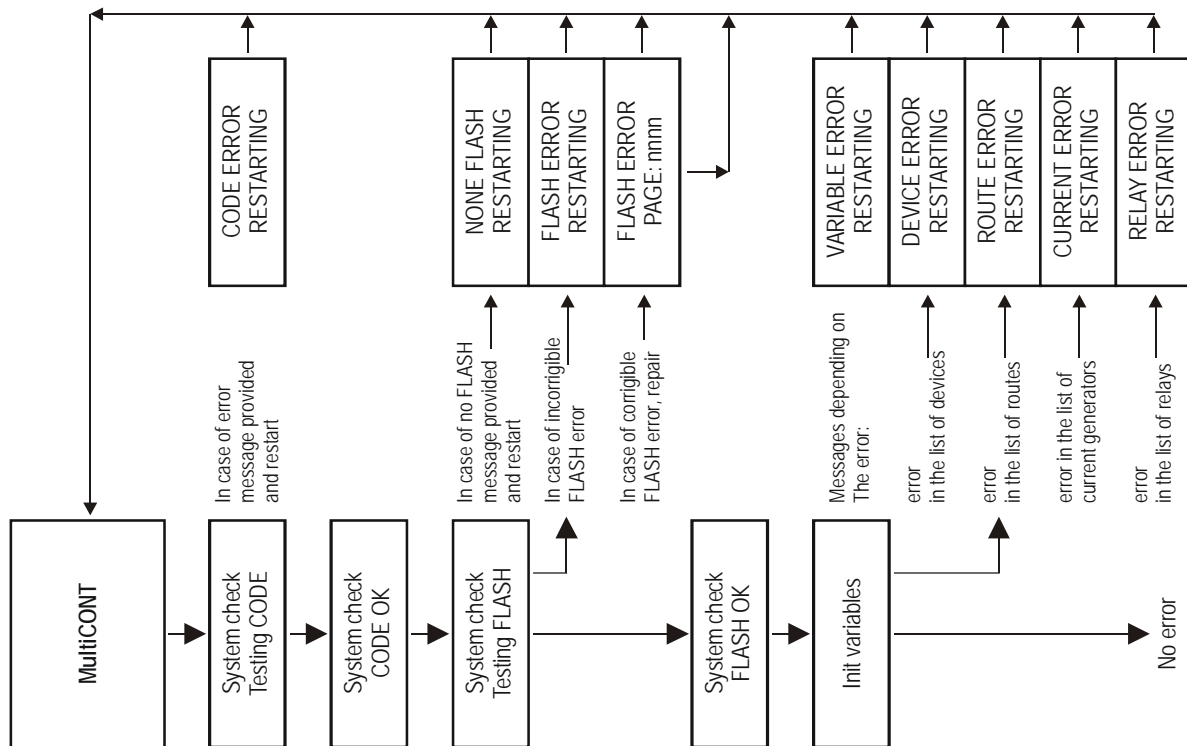 MultiCONT
System check
Testing CODE
In case of error
message provided
and restart
CODE ERROR
RESTARTING
System check
CODE OK
System check
Testing FLASH
In case of no FLASH
message provided
and restart
NONE FLASH
RESTARTING
In case of incorrigible
FLASH error
FLASH ERROR
RESTARTING
In case of corrigible
FLASH error, repair
FLASH ERROR
PAGE: nnnn
System check
FLASH OK
Init variables
Messages depending on
The error:
VARIABLE ERROR
RESTARTING
error
in the list of devices
DEVICE ERROR
RESTARTING
error
in the list of routes
ROUTE ERROR
RESTARTING
error in the list of
current generators
CURRENT ERROR
RESTARTING
error
in the list of relays
RELAY ERROR
RESTARTING
No error